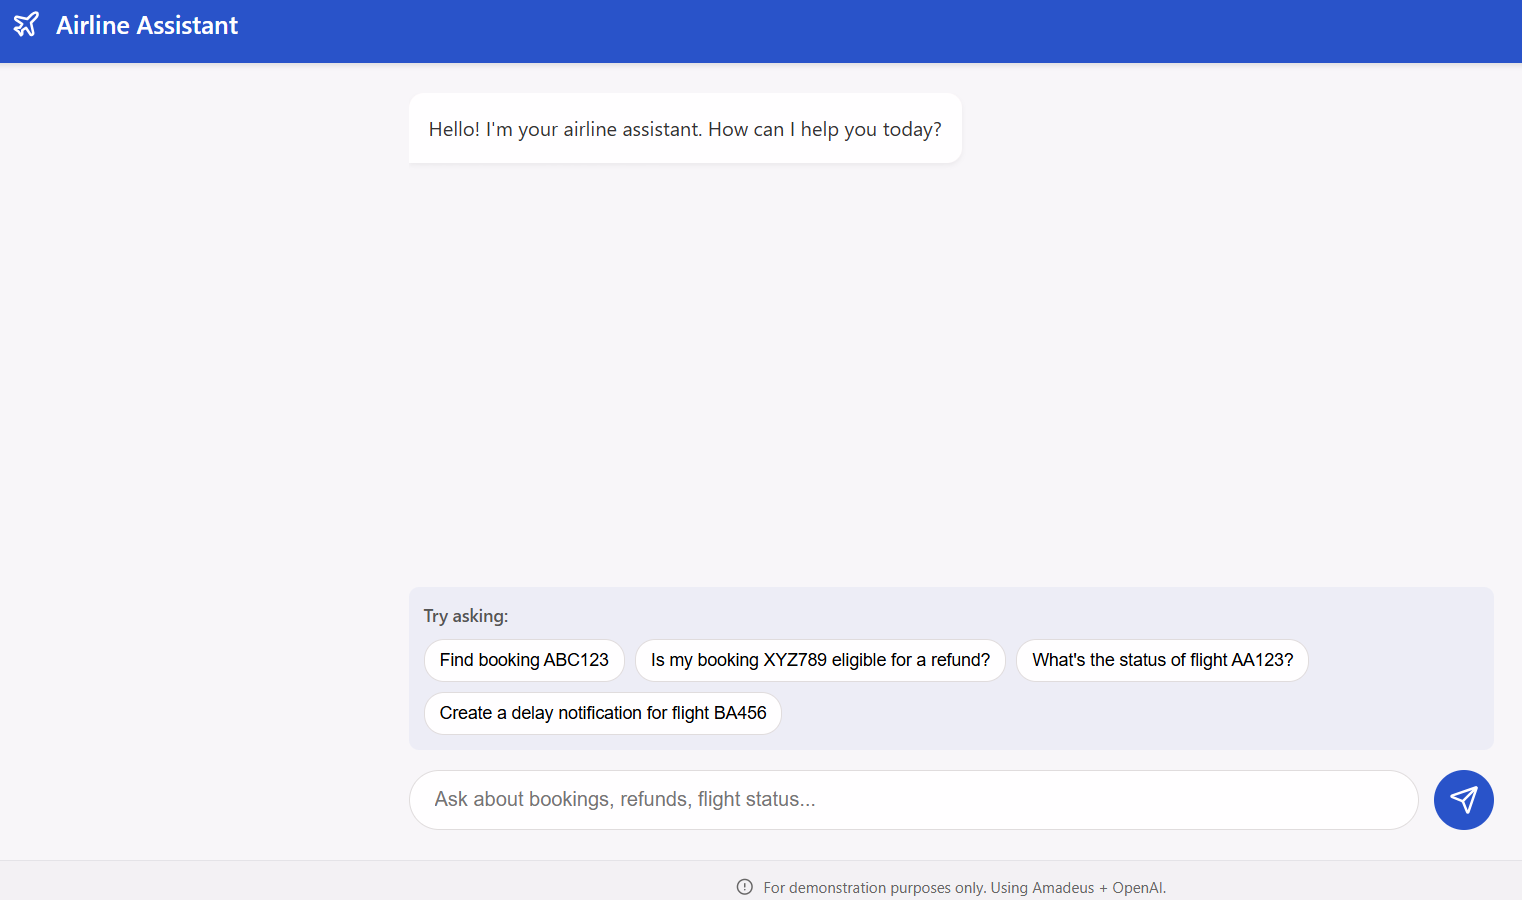 Airline Assistant
Hello! I'm your airline assistant. How can I help you today?
Try asking:
Find booking ABC123
Is my booking XYZ789 eligible for a refund?
What's the status of flight AA123?
Create a delay notification for flight BA456
Ask about bookings, refunds, flight status...
For demonstration purposes only. Using Amadeus + OpenAI.